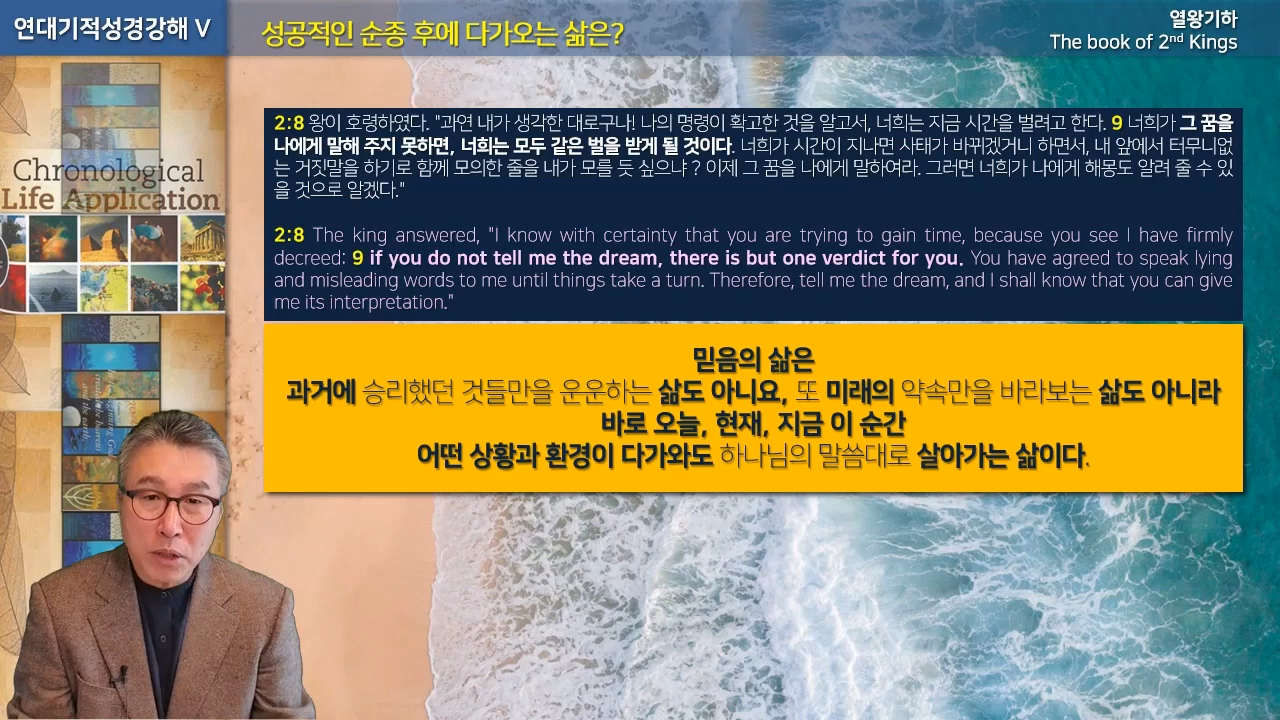 연대기적성경강해 V
성공적인 순종 후에 다가오는 삶은?
열왕기하
The book of 2nd Kings
Chronological
Life Application
2:8 왕이 호령하였다. "과연 내가 생각한 대로구나! 나의 명령이 확고한 것을 알고서, 너희는 지금 시간을 벌려고 한다. 9 너희가 그 꿈을
나에게 말해 주지 못하면, 너희는 모두 같은 벌을 받게 될 것이다. 너희가 시간이 지나면 사태가 바뀌겠거니 하면서, 내 앞에서 터무니없
는 거짓말을 하기로 함께 모의한 줄을 내가 모를 듯 싶으냐? 이제 그 꿈을 나에게 말하여라. 그러면 너희가 나에게 해몽도 알려 줄 수 있
을 것으로 알겠다."
2:8 The king answered, "I know with certainty that you are trying to gain time, because you see I have firmly
decreed: 9 if you do not tell me the dream, there is but one verdict for you. You have agreed to speak lying
and misleading words to me until things take a turn. Therefore, tell me the dream, and I shall know that you can give
me its interpretation."
믿음의 삶은
과거에 승리했던 것들만을 운운하는 삶도 아니요, 또 미래의 약속만을 바라보는 삶도 아니라
바로 오늘, 현재, 지금 이 순간
어떤 상황과 환경이 다가와도 하나님의 말씀대로 살아가는 삶이다.